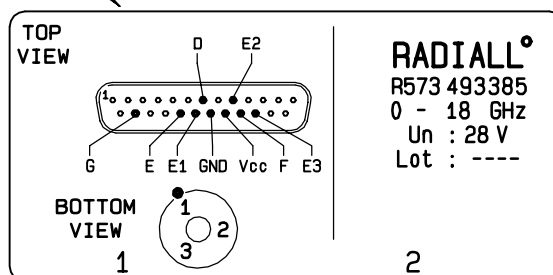 TOP
VIEW
D E2
1
G E E1 GND Vcc F E3
BOTTOM
VIEW
1
2
3
1
RADIALL°
R573 493385
0 - 18 GHz
Un : 28 V
Lot : ----
2